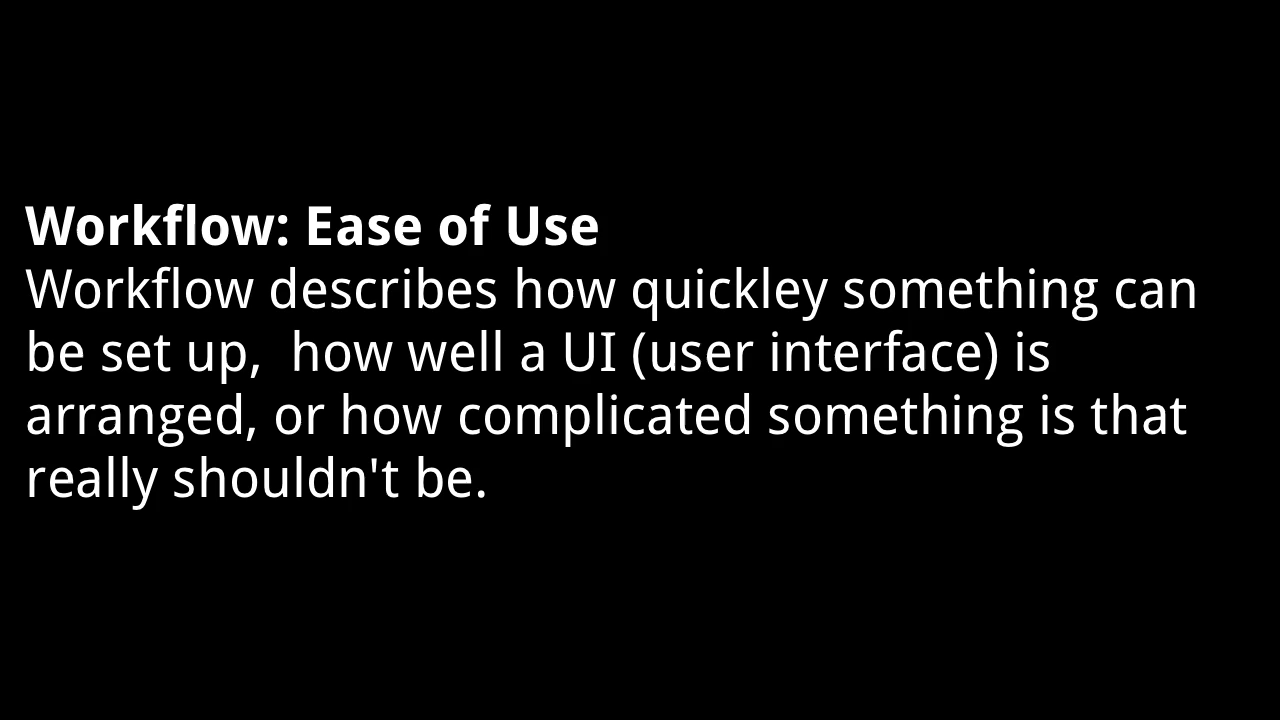 Workflow: Ease of Use
Workflow describes how quickley something can
be set up,  how well a UI (user interface) is
arranged, or how complicated something is that
really shouldn't be.